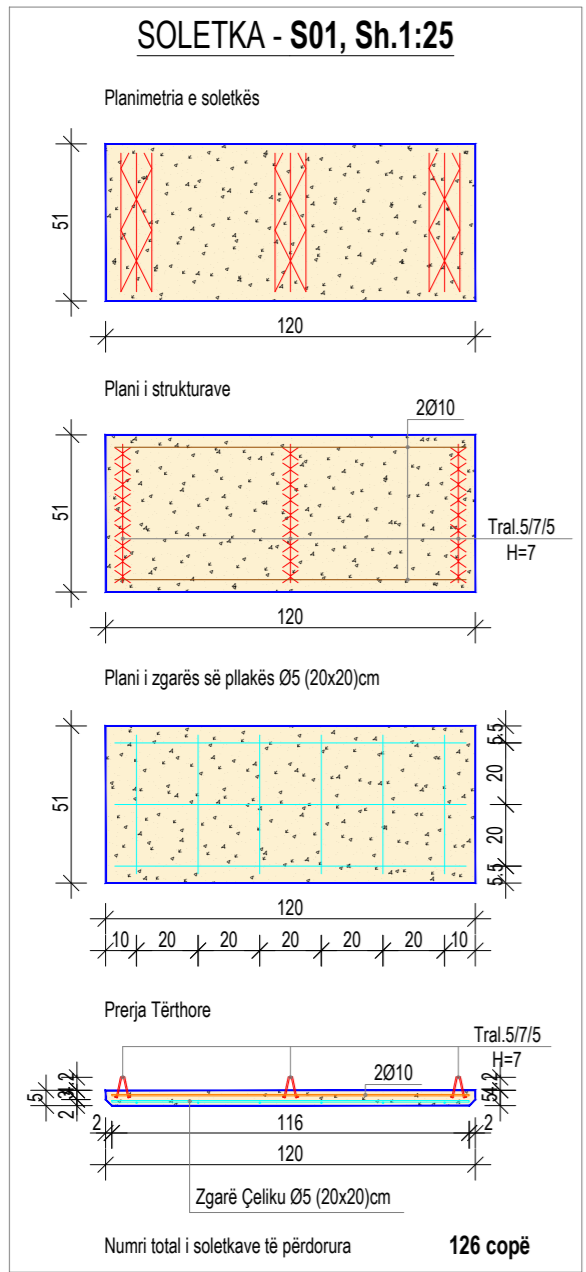 SOLETKA - S01, Sh.1:25
Planimetria e soletkës
51
120
Plani i strukturave
2Ø10
51
Tral.5/7/5
H=7
120
Plani i zgarës së pllakës Ø5 (20x20)cm
51
5.5
20
20
5.5
120
10 20 20 20 20 20 10
Prerja Tërthore
Tral.5/7/5
H=7
2Ø10
5
2
2 116 2
120
Zgarë Çeliku Ø5 (20x20)cm
Numri total i soletkave të përdorura 126 copë